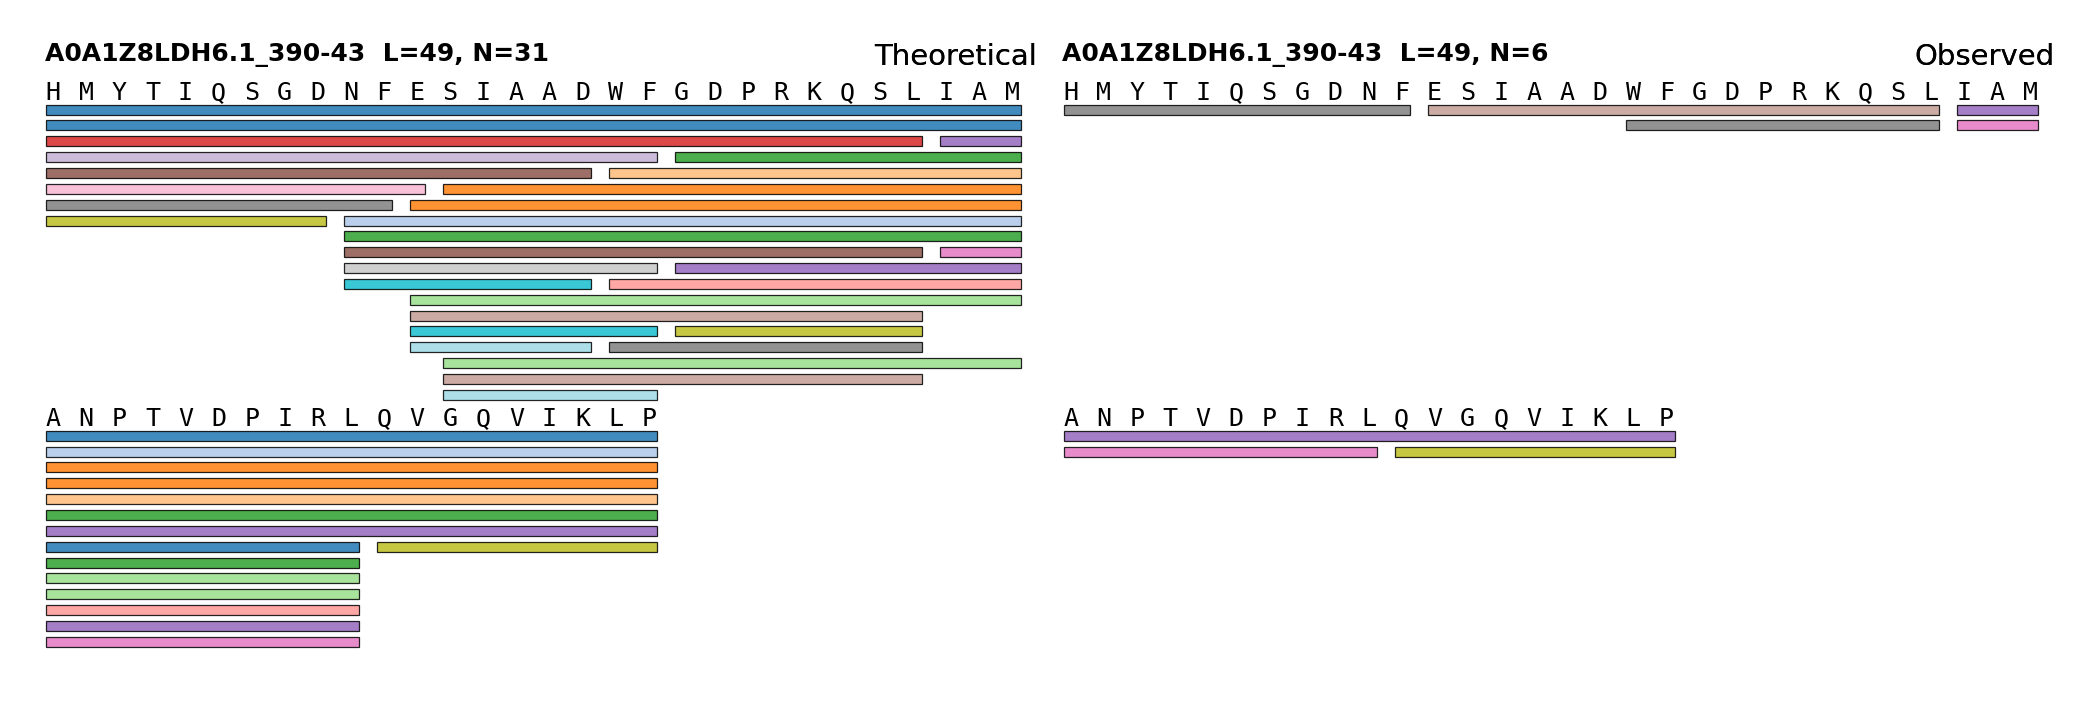 A0A1Z8LDH6.1_390-43 L=49, N=31 Theoretical
H M Y T I Q S G D N F E S I A A D W F G D P R K Q S L I A M
A N P T V D P I R L Q V G Q V I K L P
A0A1Z8LDH6.1_390-43 L=49, N=6 Observed
H M Y T I Q S G D N F E S I A A D W F G D P R K Q S L I A M
A N P T V D P I R L Q V G Q V I K L P